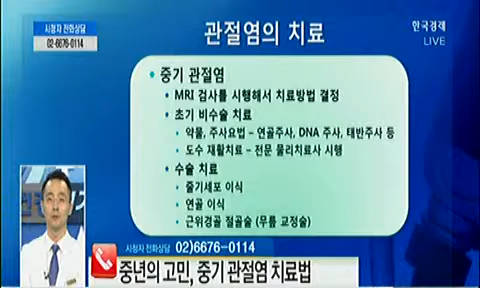 시청자 전화상담
02-6676-0114
관절염의 치료
한국경제
LIVE
중기 관절염
MRI 검사를 시행해서 치료방법 결정
초기 비수술 치료
약물, 주사요법 – 연골주사, DNA 주사, 태반주사 등
도수 재활치료 – 전문 물리치료사 시행
수술 치료
줄기세포 이식
연골 이식
근위경골 절골술 (무릎 교정술)
시청자 전화상담 02)6676-0114
중년의 고민, 중기 관절염 치료법